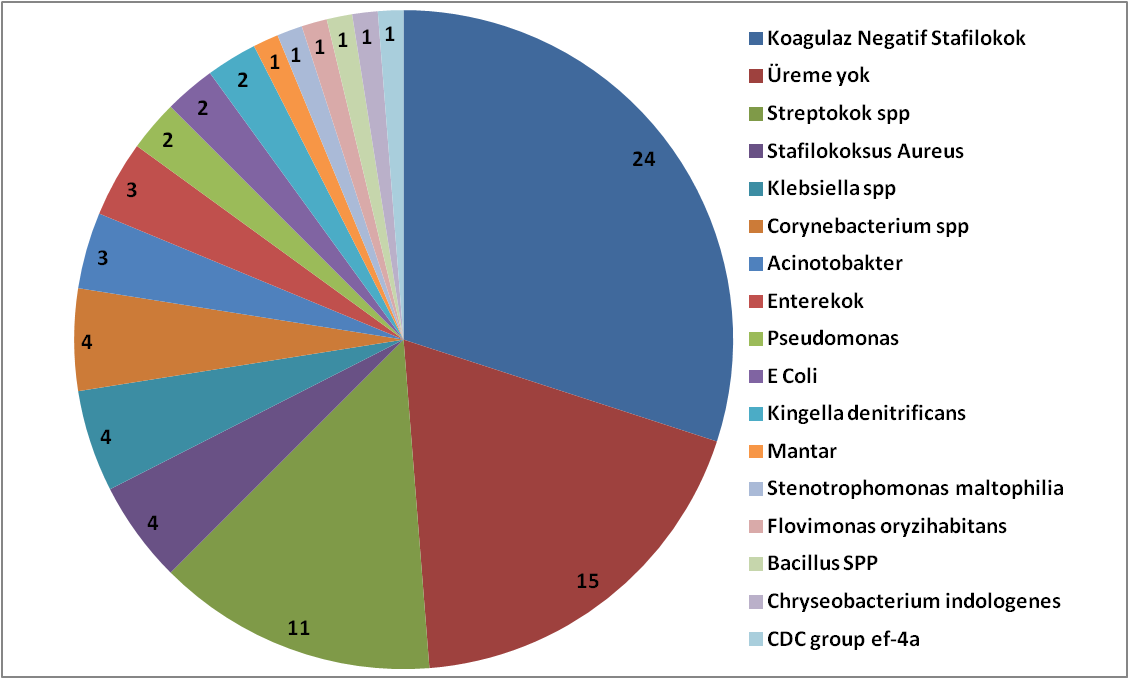 24
15
11
4
4
4
3
3
2
2
2
1
1
1
1
1
1
Koagulaz Negatif Stafilokok
Üreme yok
Streptokok spp
Stafilokoksus Aureus
Klebsiella spp
Corynebacterium spp
Acinotobakter
Enterekok
Pseudomonas
E Coli
Kingella denitrificans
Mantar
Stenotrophomonas maltophilia
Flovimonas oryzihabitans
Bacillus SPP
Chryseobacterium indologenes
CDC group ef-4a